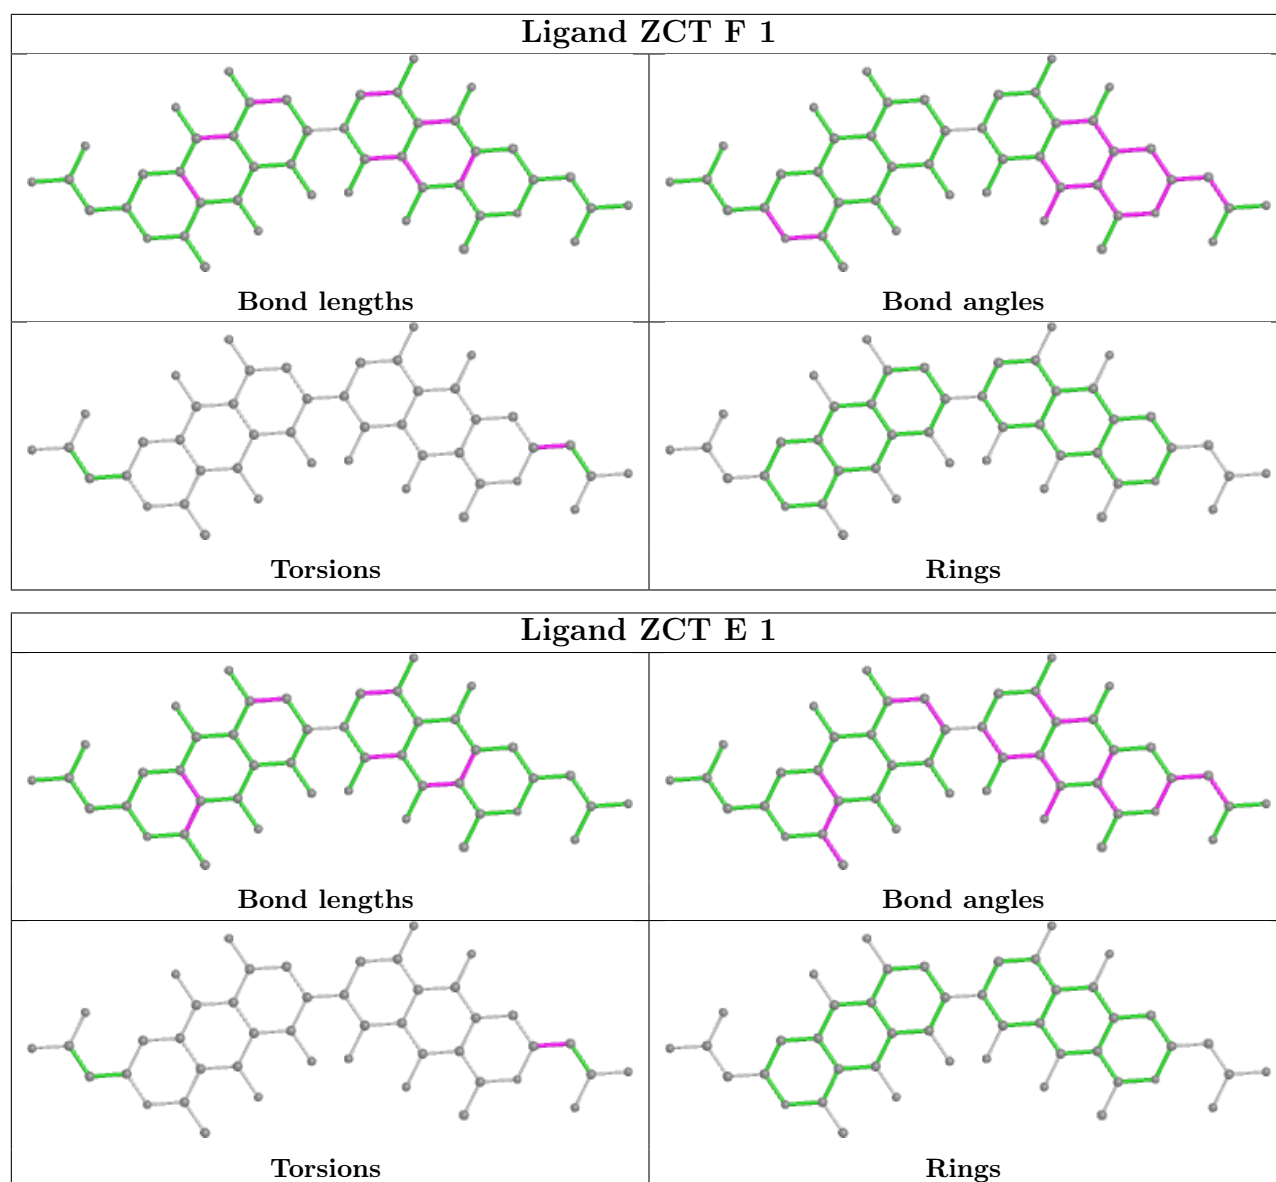 Ligand ZCT F 1
Bond lengths
Bond angles
Torsions
Rings
Ligand ZCT E 1
Bond lengths
Bond angles
Torsions
Rings